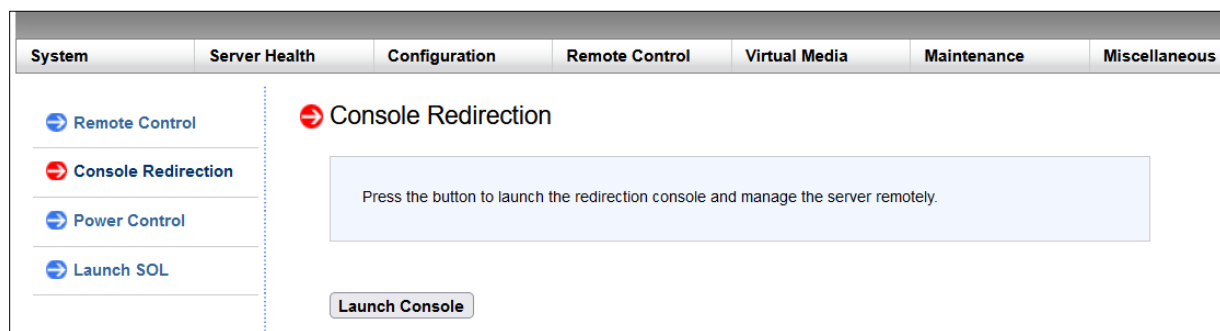 System Server Health Configuration Remote Control Virtual Media Maintenance Miscellaneous
Remote Control
Console Redirection
Power Control
Launch SOL
Console Redirection
Press the button to launch the redirection console and manage the server remotely.
Launch Console